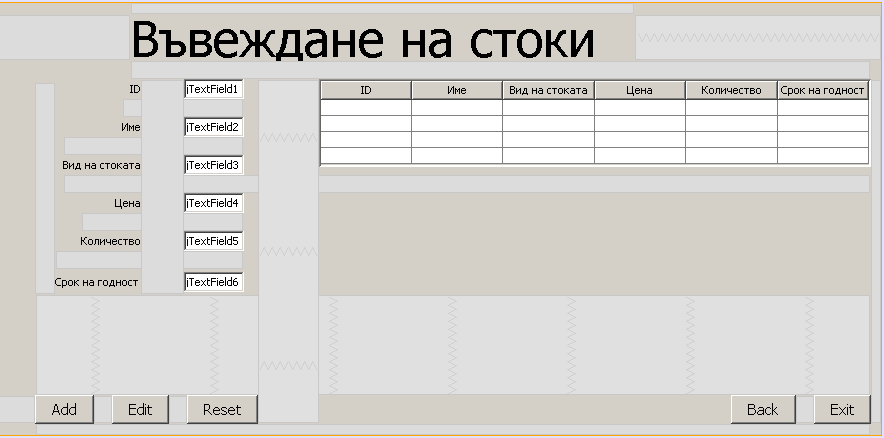 Въвеждане на стоки
ID jTextField1
Име jTextField2
Вид на стоката jTextField3
Цена jTextField4
Количество jTextField5
Срок на годност jTextField6
ID Име Вид на стоката Цена Количество Срок на годност
Add Edit Reset Back Exit